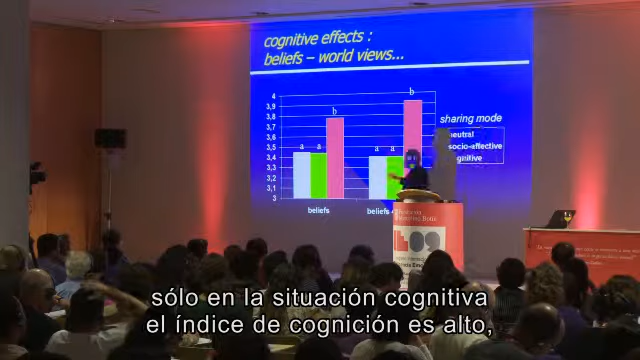 cognitive effects :
beliefs – world views...
4
3,9
3,8
3,7
3,6
3,5
3,4
3,3
3,2
3,1
3
a a b
a a b
beliefs
beliefs
sharing mode
neutral
socio-affective
cognitive
09
sólo en la situación cognitiva
el índice de cognición es alto,